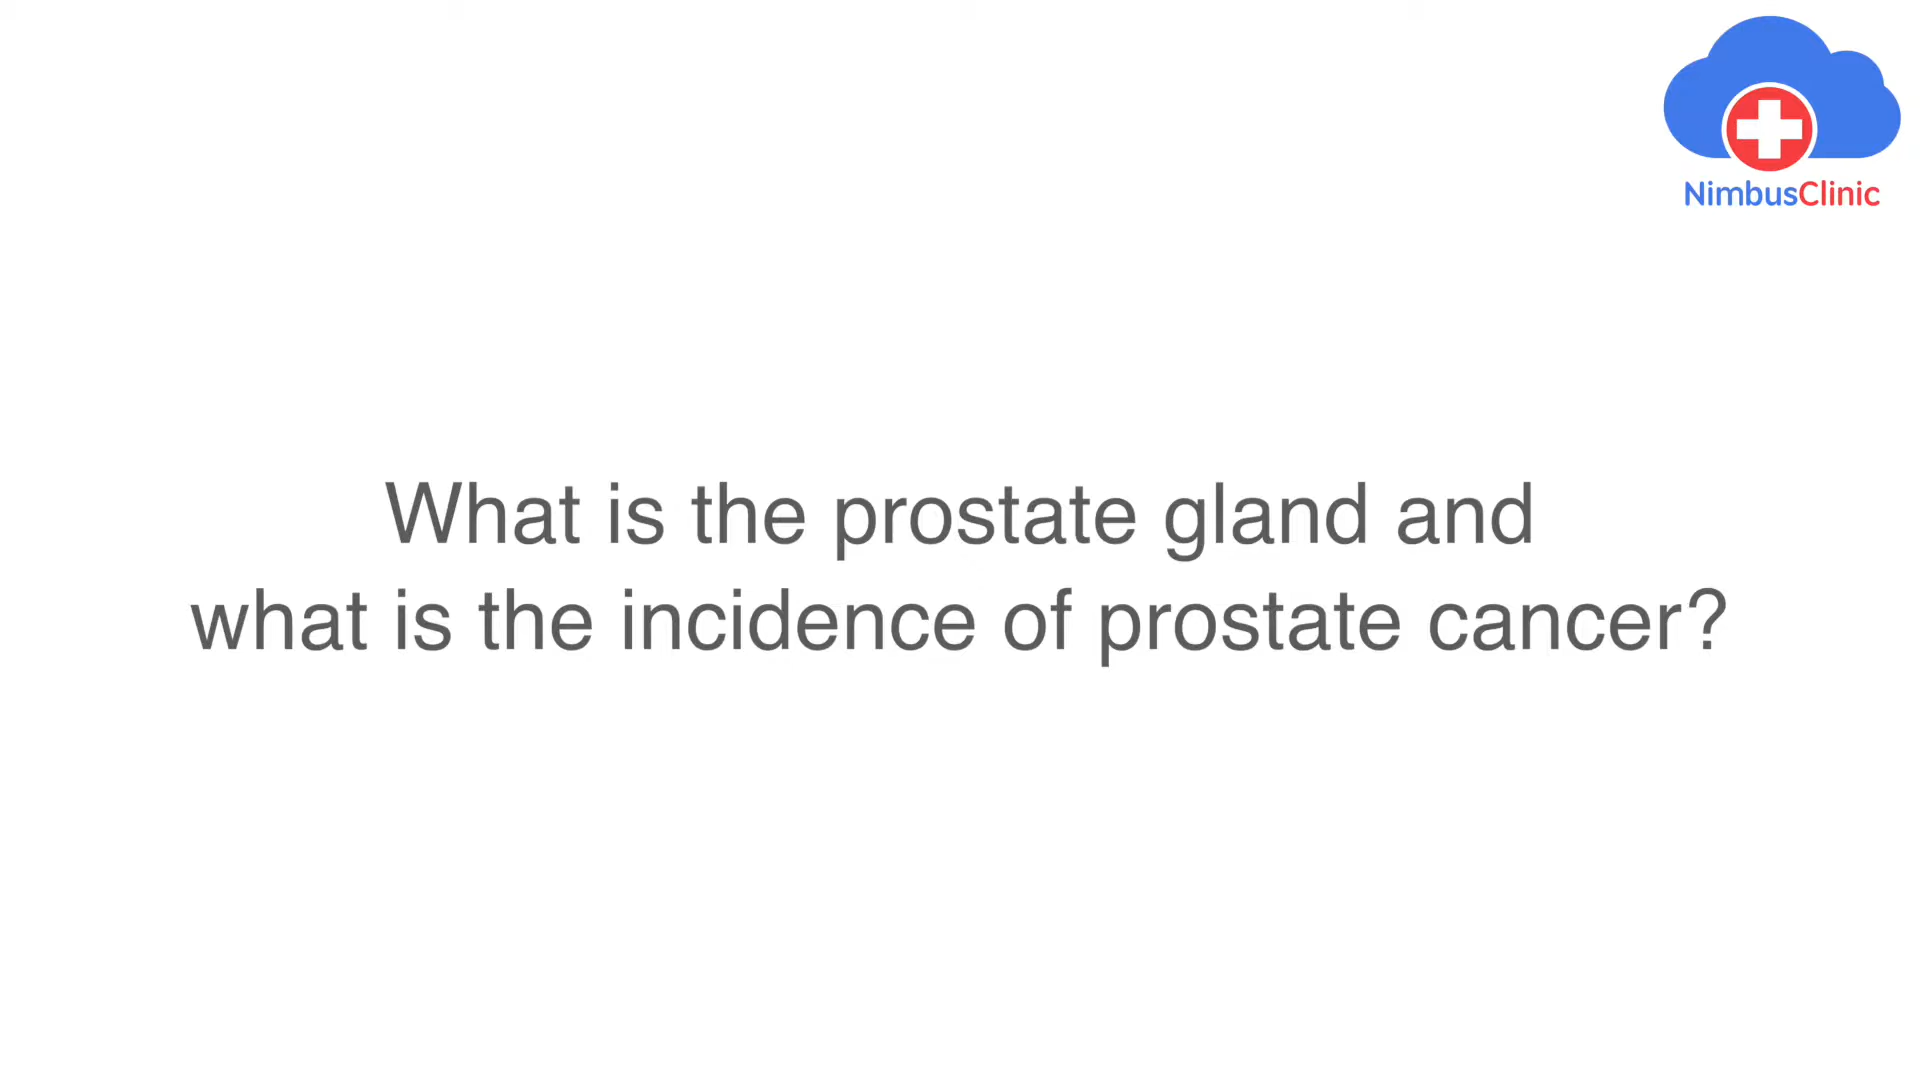 NimbusClinic
What is the prostate gland and
what is the incidence of prostate cancer?